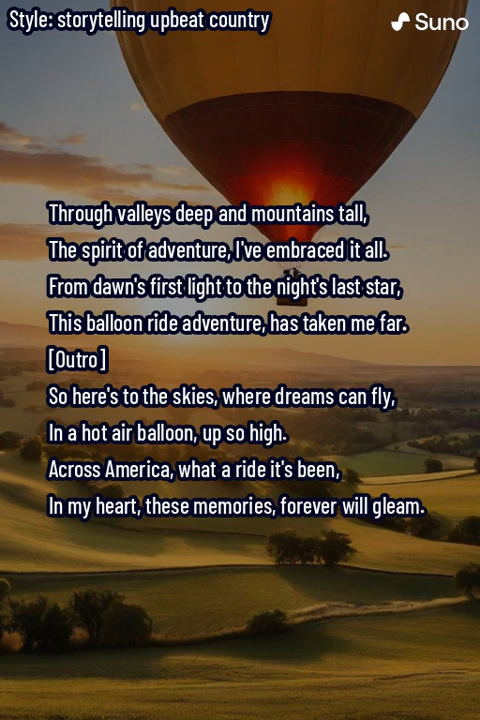 Style: storytelling upbeat country
Suno
Through valleys deep and mountains tall,
The spirit of adventure, I've embraced it all.
From dawn's first light to the night's last star,
This balloon ride adventure, has taken me far.
[Outro]
So here's to the skies, where dreams can fly,
In a hot air balloon, up so high.
Across America, what a ride it's been,
In my heart, these memories, forever will gleam.